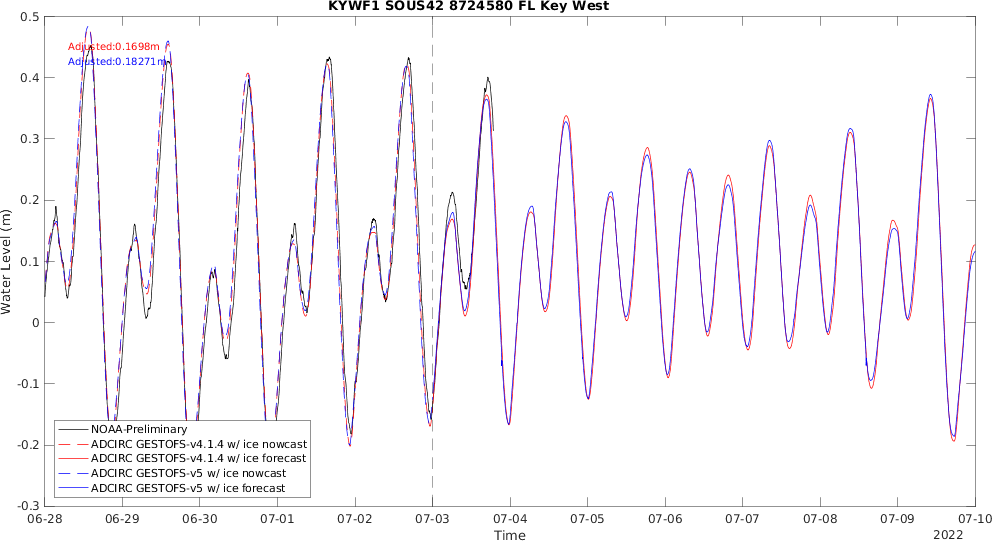 KYWF1 SOUS42 8724580 FL Key West
0.5
Adjusted:0.1698m
Adjusted:0.18271m
0.4
0.3
0.2
0.1
0
-0.1
-0.2
-0.3
Water Level (m)
NOAA-Preliminary
ADCIRC GESTOFS-v4.1.4 w/ ice nowcast
ADCIRC GESTOFS-v4.1.4 w/ ice forecast
ADCIRC GESTOFS-v5 w/ ice nowcast
ADCIRC GESTOFS-v5 w/ ice forecast
06-28 06-29 06-30 07-01 07-02 07-03 07-04 07-05 07-06 07-07 07-08 07-09 07-10
Time
2022